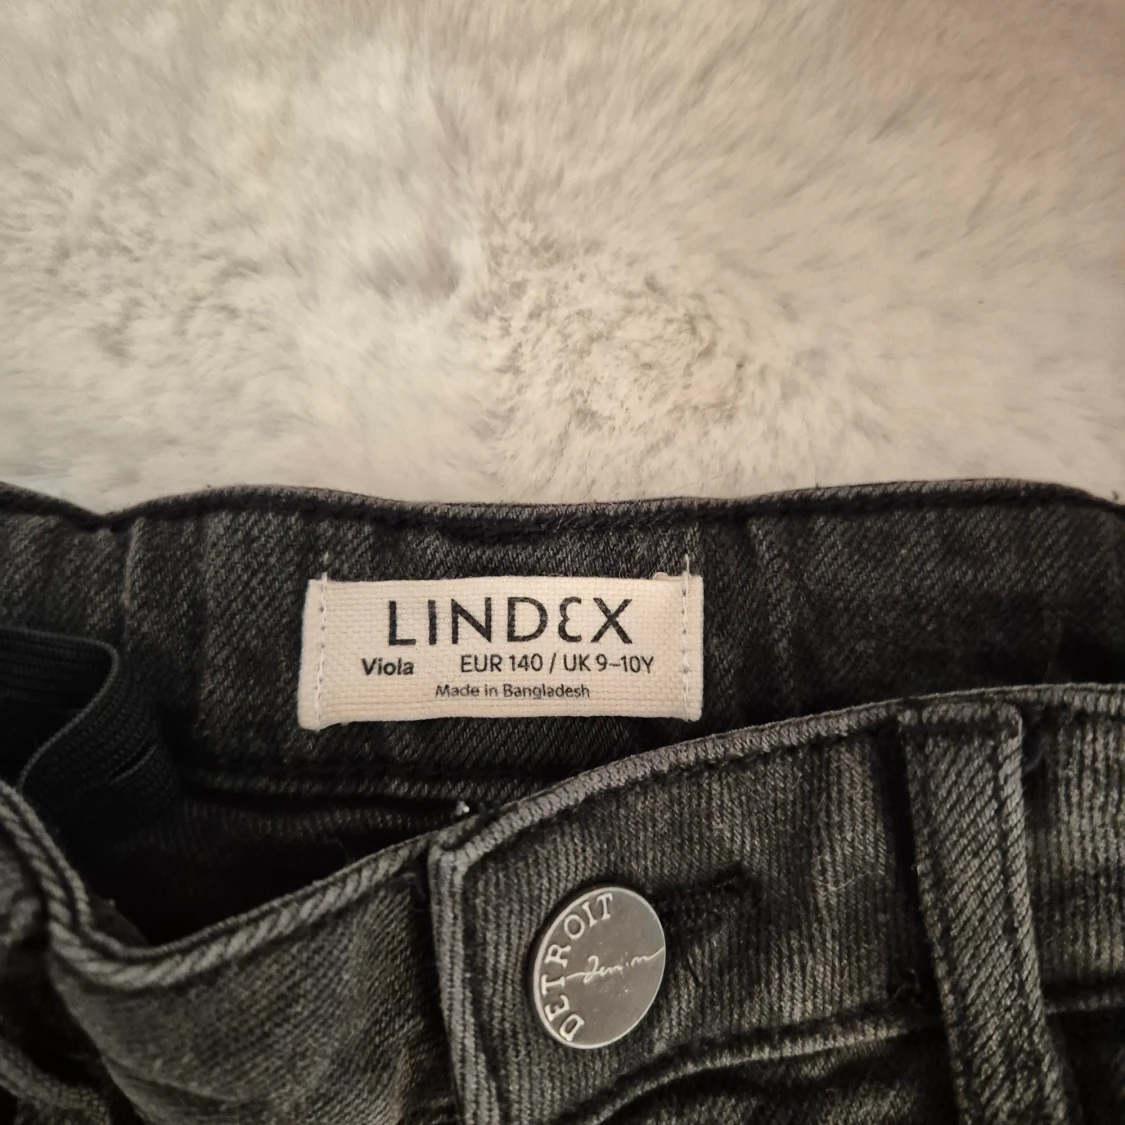 LINDEX
Viola EUR 140 / UK 9-10Y
Made in Bangladesh
DETROIT
Denim